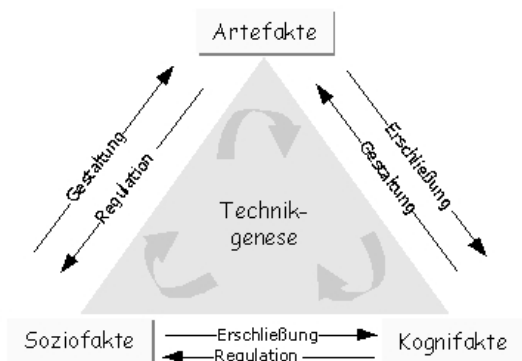 Artefakte
Gestaltung
Regulation
Erschließung
Gestaltung
Technik-
genese
Soziofakte
Erschließung
Regulation
Kognifakte